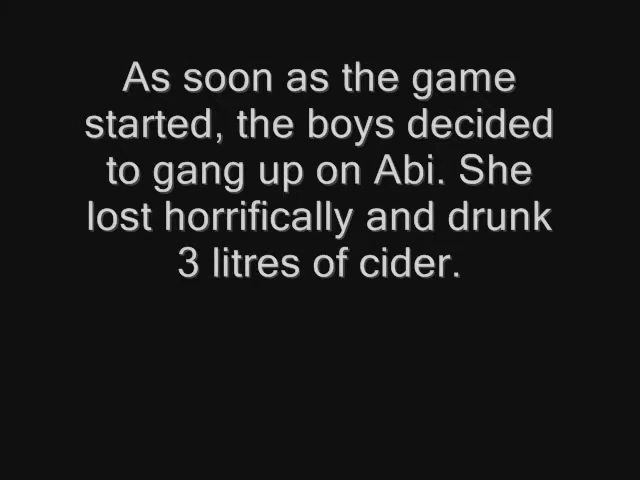 As soon as the game
started, the boys decided
to gang up on Abi. She
lost horrifically and drunk
3 litres of cider.